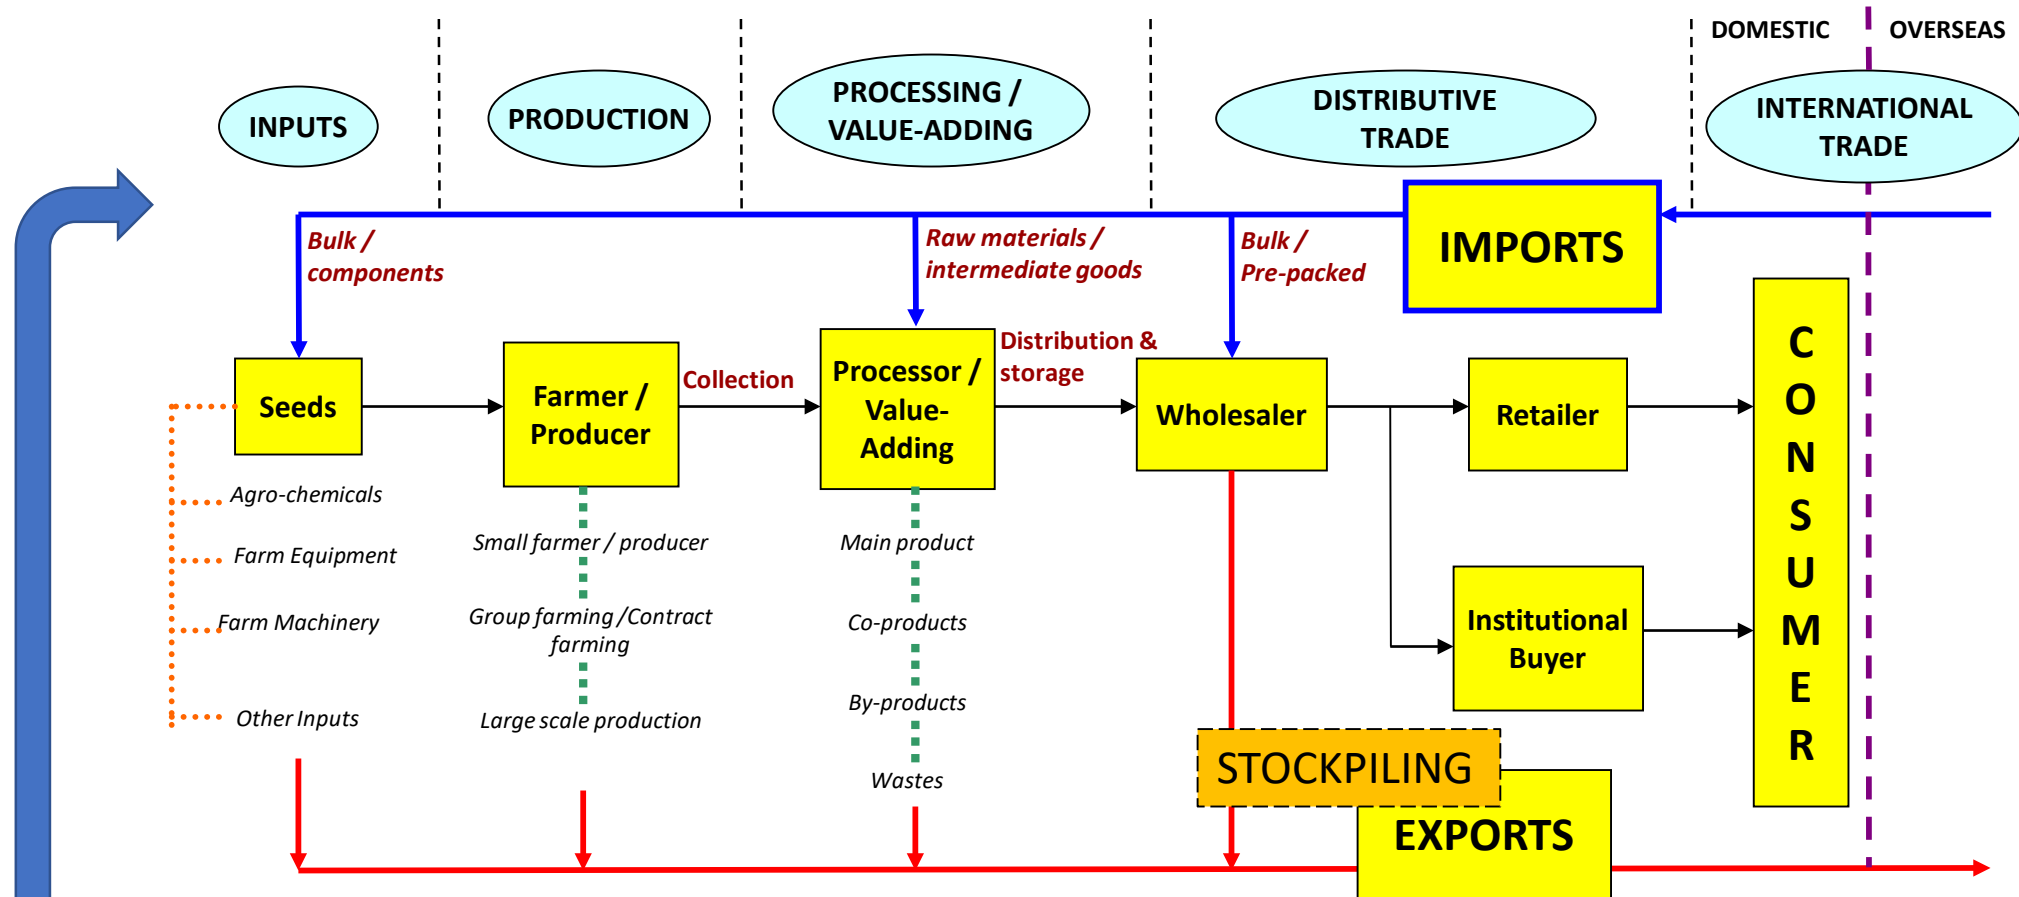 DOMESTIC
OVERSEAS
INPUTS
PRODUCTION
PROCESSING /
VALUE-ADDING
DISTRIBUTIVE
TRADE
INTERNATIONAL
TRADE
IMPORTS
Bulk /
components
Raw materials /
intermediate goods
Bulk /
Pre-packed
Seeds
Farmer /
Producer
Collection
Processor /
Value-
Adding
Distribution &
storage
Wholesaler
Retailer
Institutional
Buyer
C
O
N
S
U
M
E
R
Agro-chemicals
Farm Equipment
Farm Machinery
Other Inputs
Small farmer / producer
Group farming /Contract
farming
Large scale production
Main product
Co-products
By-products
Wastes
STOCKPILING
EXPORTS